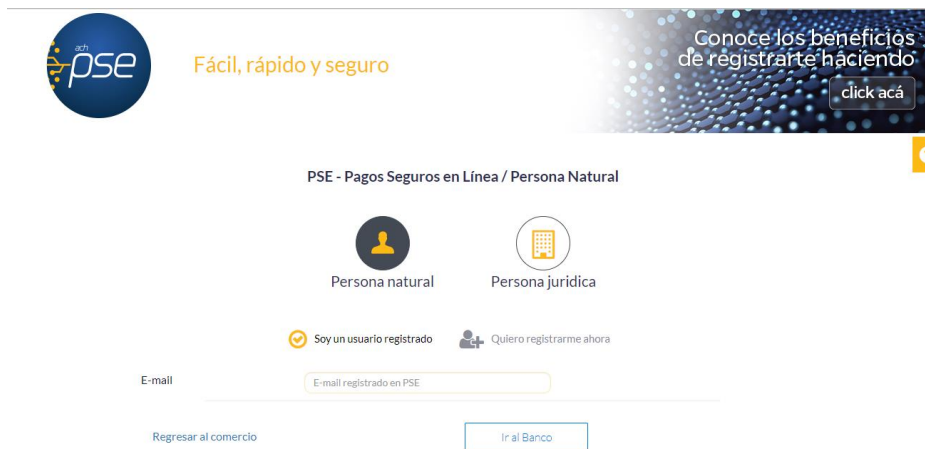 ach
pse
Fácil, rápido y seguro
Conoce los beneficios
de registrarte haciendo
click acá
PSE - Pagos Seguros en Línea / Persona Natural
Persona natural
Persona juridica
Soy un usuario registrado
Quiero registrarme ahora
E-mail
E-mail registrado en PSE
Regresar al comercio
Ir al Banco